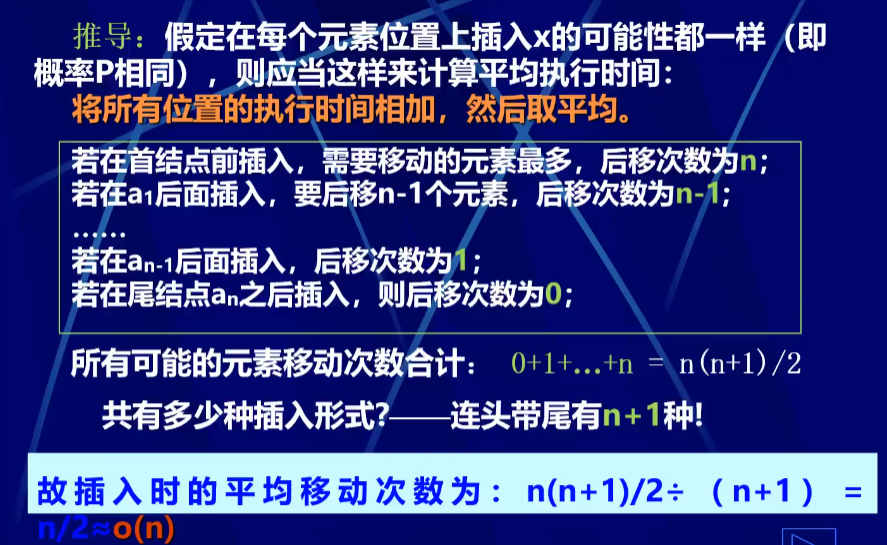 推导：假定在每个元素位置上插入x的可能性都一样（即
概率P相同），则应当这样来计算平均执行时间：
将所有位置的执行时间相加，然后取平均。
若在首结点前插入，需要移动的元素最多，后移次数为n；
若在a1后面插入，要后移n-1个元素，后移次数为n-1；
……
若在an-1后面插入，后移次数为1；
若在尾结点an之后插入，则后移次数为0；
所有可能的元素移动次数合计： 0+1+…+n = n(n+1)/2
共有多少种插入形式?——连头带尾有n+1种!
故插入时的平均移动次数为：n(n+1)/2÷（n+1）=
n/2≈o(n)